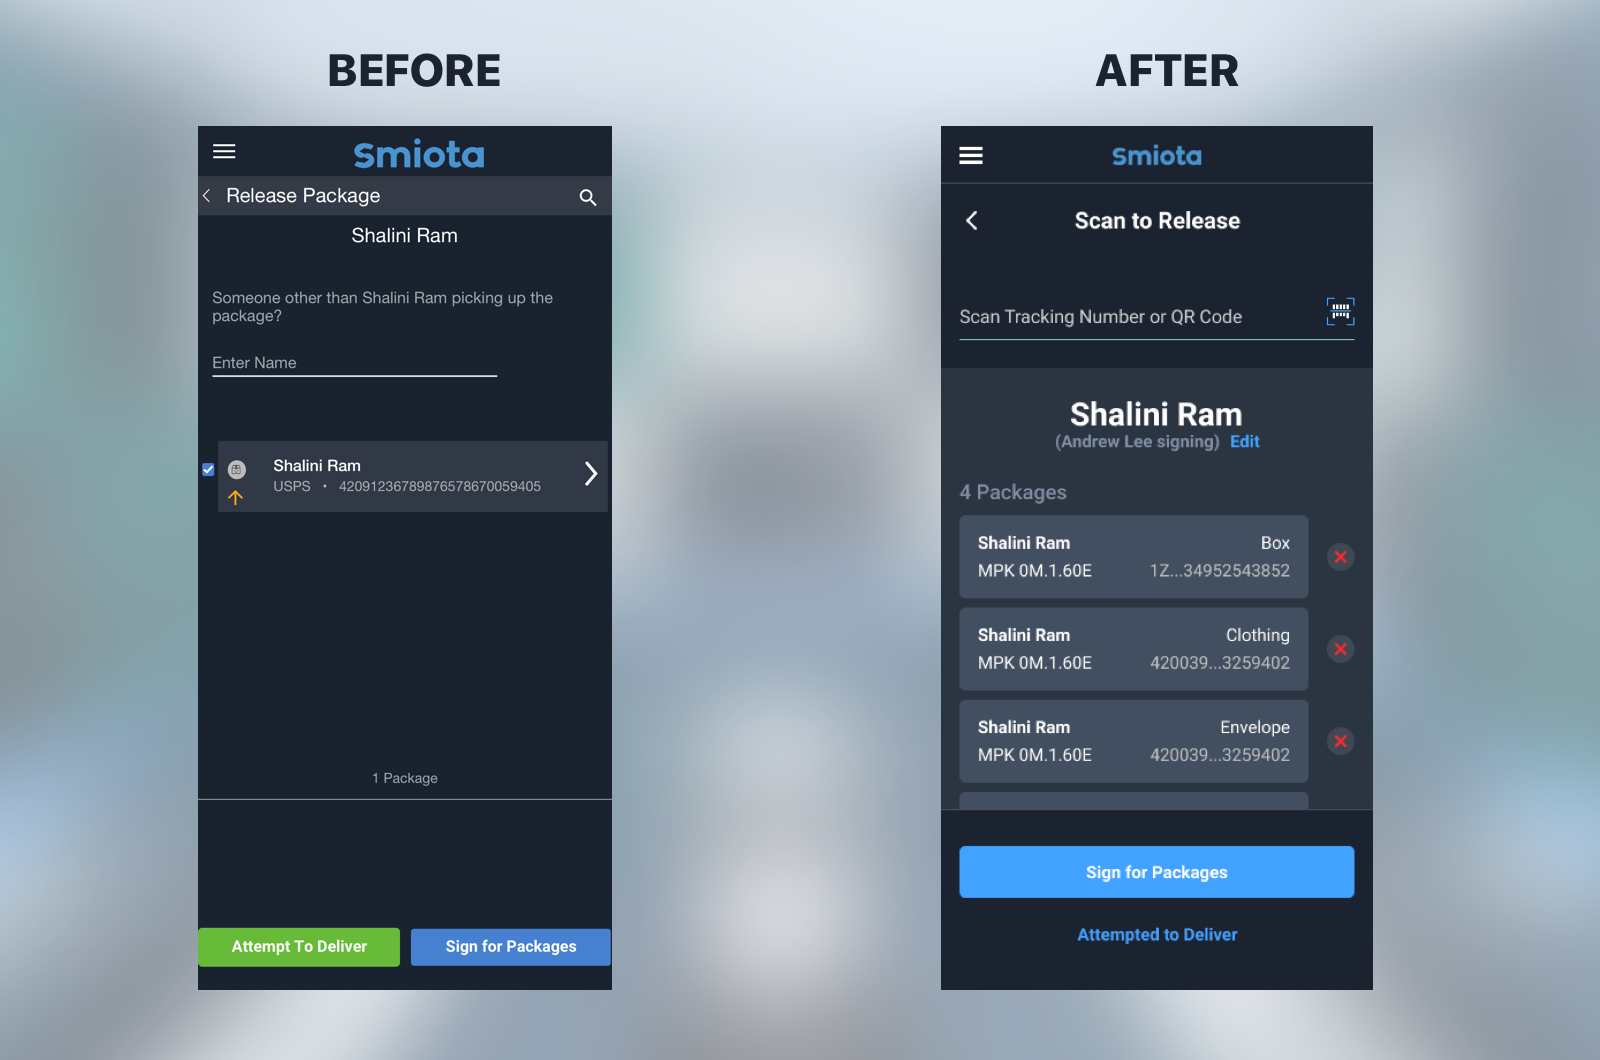 BEFORE
smiota
Release Package
Shalini Ram
Someone other than Shalini Ram picking up the
package?
Enter Name
Shalini Ram
USPS • 42091236789876578670059405
1 Package
Attempt To Deliver
Sign for Packages
AFTER
smiota
Scan to Release
Scan Tracking Number or QR Code
Shalini Ram
(Andrew Lee signing) Edit
4 Packages
Shalini Ram Box
MPK 0M.1.60E 1Z...34952543852
Shalini Ram Clothing
MPK 0M.1.60E 420039...3259402
Shalini Ram Envelope
MPK 0M.1.60E 420039...3259402
Sign for Packages
Attempted to Deliver